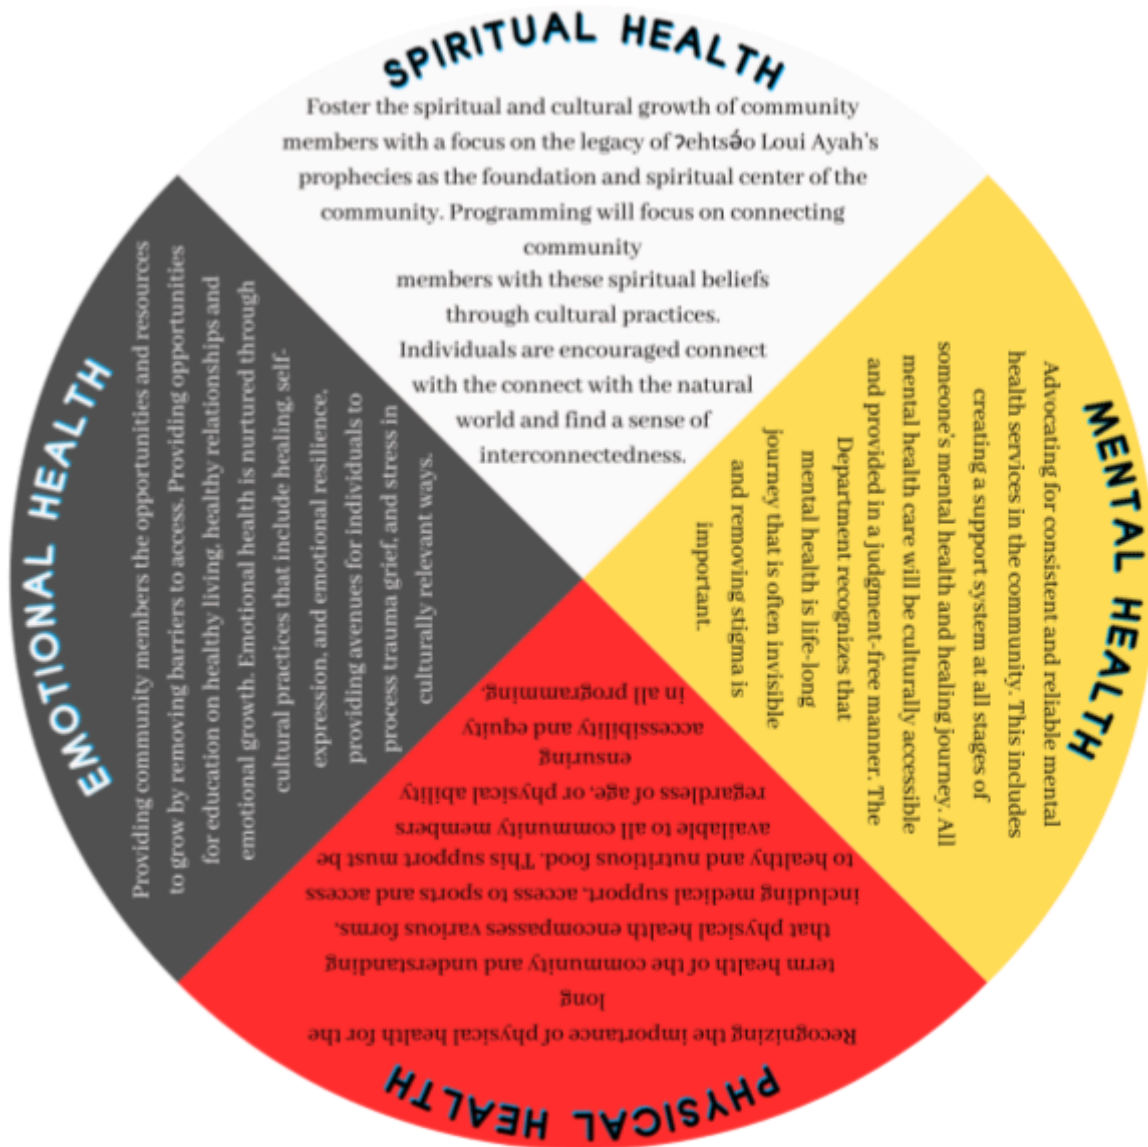 SPIRITUAL HEALTH
Foster the spiritual and cultural growth of community
members with a focus on the legacy of ʔehtsə́o Loui Ayah's
prophecies as the foundation and spiritual center of the
community. Programming will focus on connecting
community
members with these spiritual beliefs
through cultural practices.
Individuals are encouraged connect
with the connect with the natural
world and find a sense of
interconnectedness.
MENTAL HEALTH
Advocating for consistent and reliable mental
health services in the community. This includes
creating a support system at all stages of
someone's mental health and healing journey. All
mental health care will be culturally accessible
and provided in a judgment-free manner. The
Department recognizes that
mental health is life-long
journey that is often invisible
and removing stigma is
important.
PHYSICAL HEALTH
Recognizing the importance of physical health for the
long
term health of the community and understanding
that physical health encompasses various forms,
including medical support, access to sports and access
to healthy and nutritious food. This support must be
available to all community members
regardless of age, or physical ability
ensuring
accessibility and equity
in all programming.
EMOTIONAL HEALTH
Providing community members the opportunities and resources
to grow by removing barriers to access. Providing opportunities
for education on healthy living, healthy relationships and
emotional growth. Emotional health is nurtured through
cultural practices that include healing, self-
expression, and emotional resilience,
providing avenues for individuals to
process trauma grief, and stress in
culturally relevant ways.